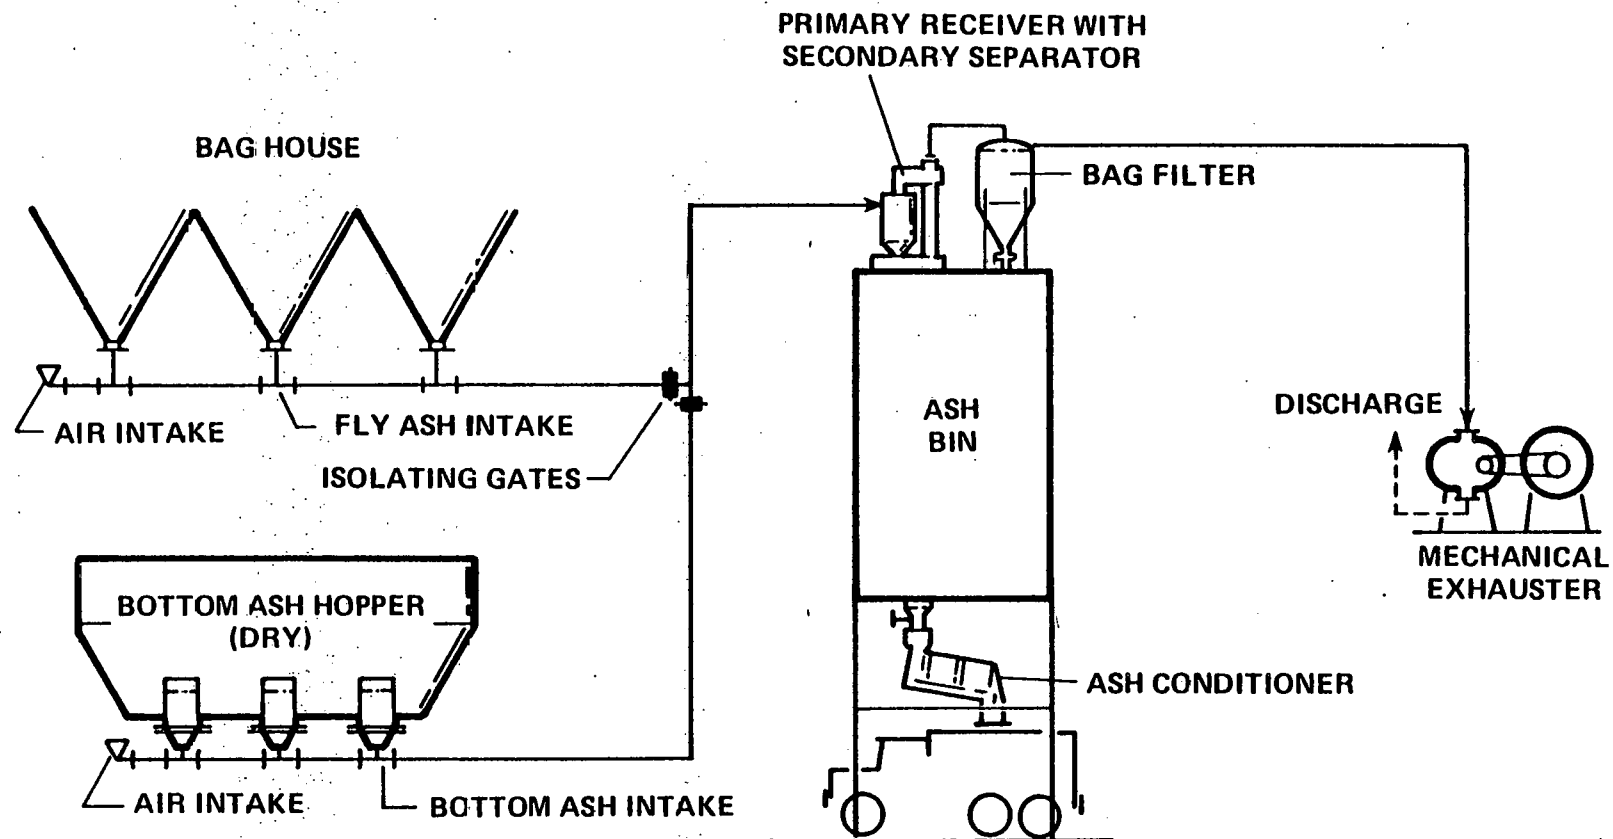 PRIMARY RECEIVER WITH
SECONDARY SEPARATOR
BAG HOUSE
BAG FILTER
AIR INTAKE
FLY ASH INTAKE
ISOLATING GATES
ASH
BIN
DISCHARGE
MECHANICAL
EXHAUSTER
BOTTOM ASH HOPPER
(DRY)
ASH CONDITIONER
AIR INTAKE
BOTTOM ASH INTAKE